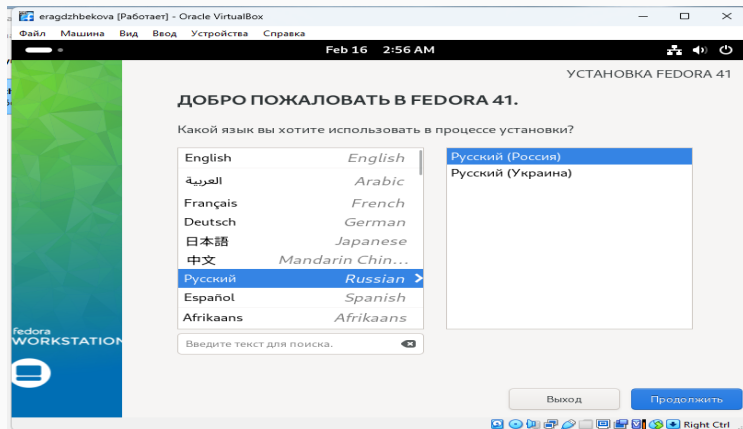 eragdzhbekova [Работает] - Oracle VirtualBox
Файл Машина Вид Ввод Устройства Справка
Feb 16 2:56 AM
УСТАНОВКА FEDORA 41
ДОБРО ПОЖАЛОВАТЬ В FEDORA 41.
Какой язык вы хотите использовать в процессе установки?
English English
العربية Arabic
Français French
Deutsch German
日本語 Japanese
中文 Mandarin Chin...
Русский Russian
Español Spanish
Afrikaans Afrikaans
Русский (Россия)
Русский (Украина)
Введите текст для поиска.
fedora
WORKSTATION
Выход
Продолжить
Right Ctrl